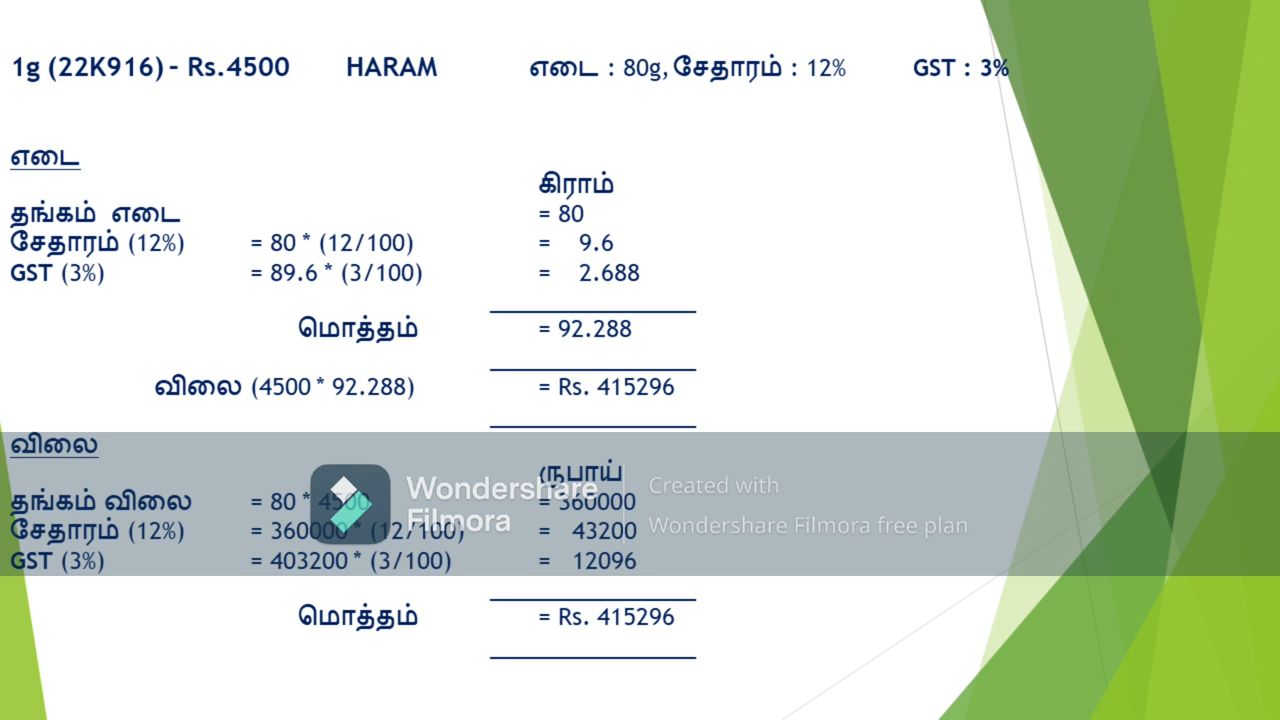 1g (22K916) - Rs.4500 HARAM எடை : 80g, சேதாரம் : 12% GST : 3%
எடை
கிராம்
தங்கம் எடை = 80
சேதாரம் (12%) = 80 * (12/100) = 9.6
GST (3%) = 89.6 * (3/100) = 2.688
மொத்தம் = 92.288
விலை (4500 * 92.288) = Rs. 415296
விலை
ரூபாய்
தங்கம் விலை = 80 * 4500 = 360000
சேதாரம் (12%) = 360000 * (12/100) = 43200
GST (3%) = 403200 * (3/100) = 12096
மொத்தம் = Rs. 415296
Wondershare
Filmora
Created with
Wondershare Filmora free plan